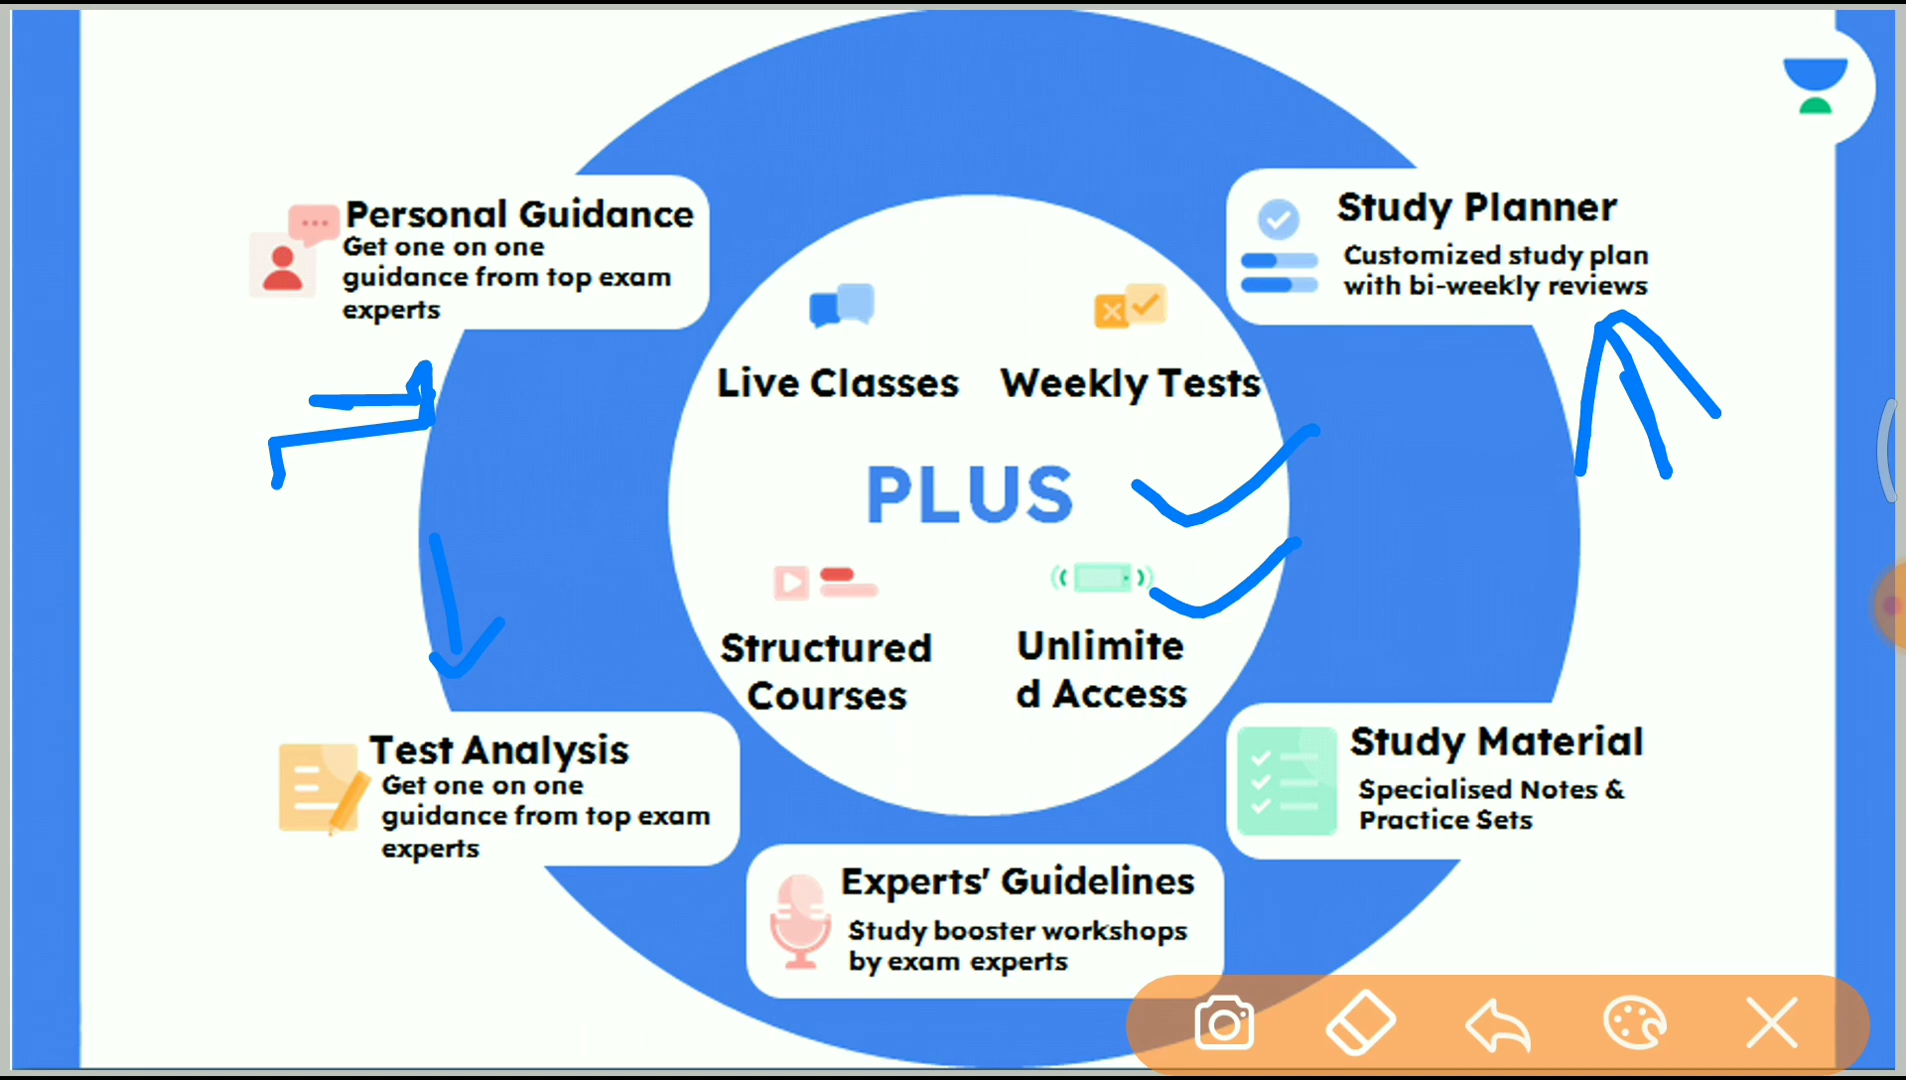 Personal Guidance
Get one on one
guidance from top exam
experts
Study Planner
Customized study plan
with bi-weekly reviews
Live Classes
Weekly Tests
PLUS
Structured
Courses
Unlimite
d Access
Test Analysis
Get one on one
guidance from top exam
experts
Study Material
Specialised Notes &
Practice Sets
Experts' Guidelines
Study booster workshops
by exam experts